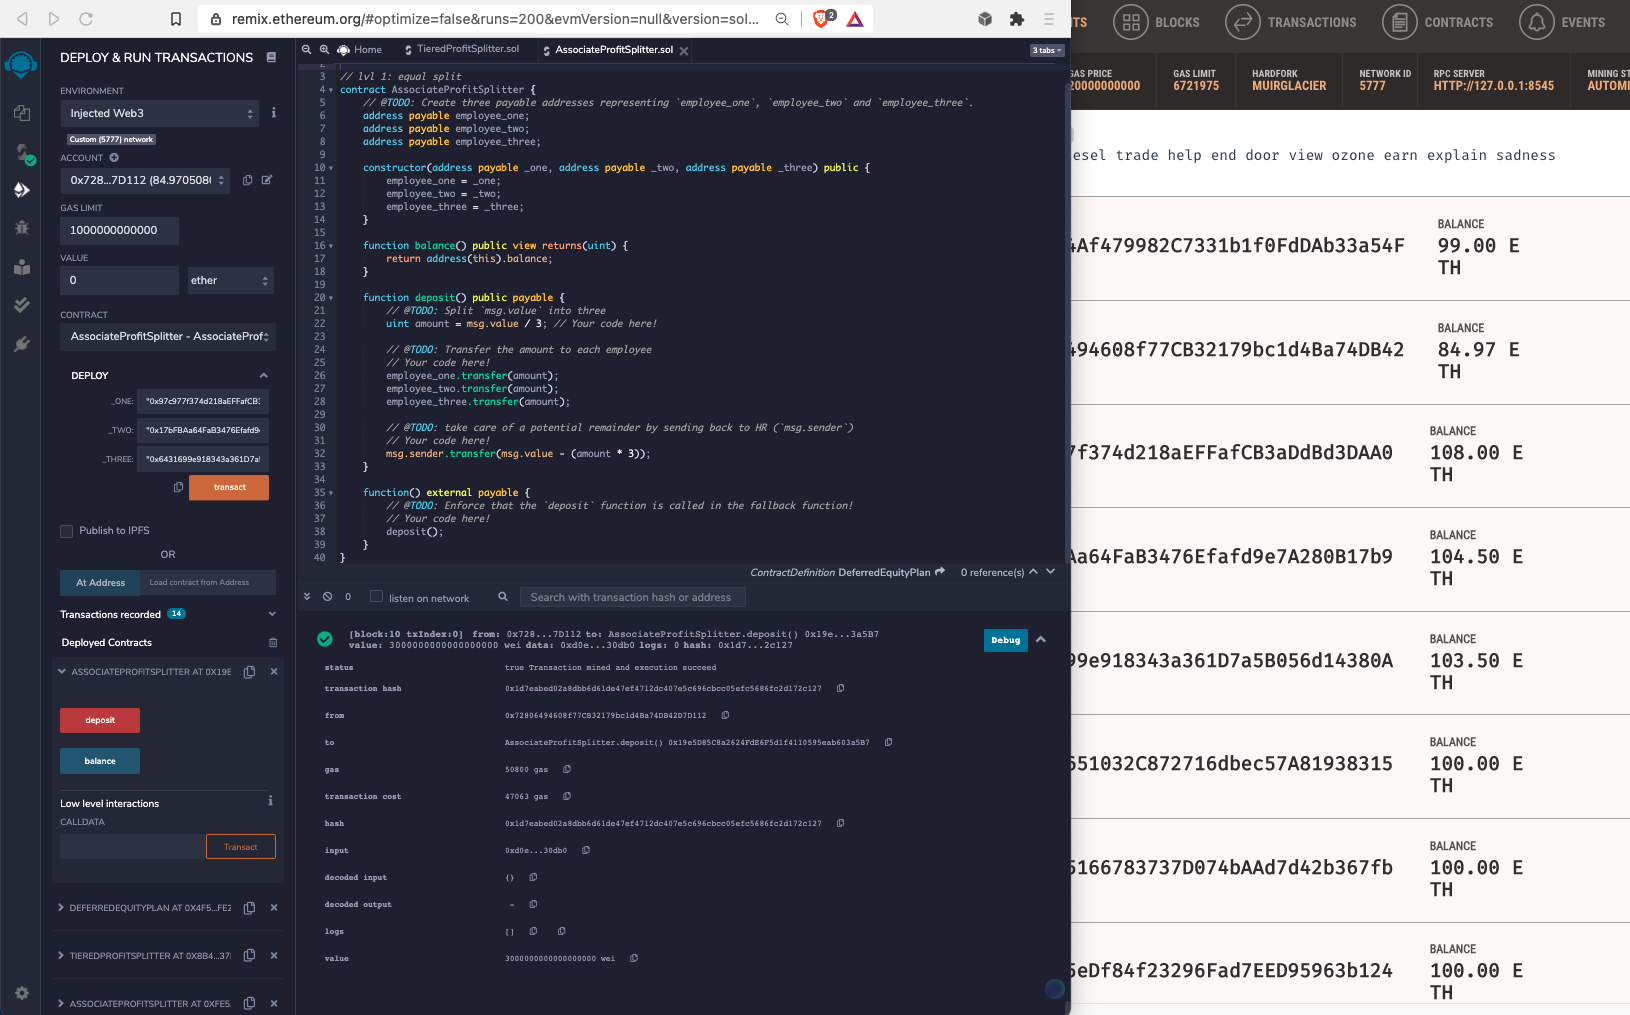 remix.ethereum.org/#optimize=false&runs=200&evmVersion=null&version=sol...
2
DEPLOY & RUN TRANSACTIONS
ENVIRONMENT
Injected Web3
i
Custom (5777) network
ACCOUNT
0x728...7D112 (84.970508
GAS LIMIT
1000000000000
VALUE
0
ether
CONTRACT
AssociateProfitSplitter - AssociateProf
DEPLOY
_ONE: "0x97c977f374d218aEFFafCB3
_TWO: "0x17bFBAa64FaB3476Efafd9
_THREE: "0x6431699e918343a361D7a
transact
Publish to IPFS
OR
At Address
Load contract from Address
Transactions recorded 14
Deployed Contracts
ASSOCIATEPROFITSPLITTER AT 0X19E
deposit
balance
Low level interactions
i
CALLDATA
Transact
DEFERREDEQUITYPLAN AT 0X4F5...FE2
TIEREDPROFITSPLITTER AT 0X8B4...37
ASSOCIATEPROFITSPLITTER AT 0XFE5
Home
TieredProfitSplitter.sol
AssociateProfitSplitter.sol
3 tabs
2
3 // lvl 1: equal split
4 contract AssociateProfitSplitter {
5 // @TODO: Create three payable addresses representing `employee_one`, `employee_two` and `employee_three`.
6 address payable employee_one;
7 address payable employee_two;
8 address payable employee_three;
9
10 constructor(address payable _one, address payable _two, address payable _three) public {
11 employee_one = _one;
12 employee_two = _two;
13 employee_three = _three;
14 }
15
16 function balance() public view returns(uint) {
17 return address(this).balance;
18 }
19
20 function deposit() public payable {
21 // @TODO: Split `msg.value` into three
22 uint amount = msg.value / 3; // Your code here!
23
24 // @TODO: Transfer the amount to each employee
25 // Your code here!
26 employee_one.transfer(amount);
27 employee_two.transfer(amount);
28 employee_three.transfer(amount);
29
30 // @TODO: take care of a potential remainder by sending back to HR (`msg.sender`)
31 // Your code here!
32 msg.sender.transfer(msg.value - (amount * 3));
33 }
34
35 function() external payable {
36 // @TODO: Enforce that the `deposit` function is called in the fallback function!
37 // Your code here!
38 deposit();
39 }
40 }
ContractDefinition DeferredEquityPlan
0 reference(s)
0
listen on network
Search with transaction hash or address
[block:10 txIndex:0] from: 0x728...7D112 to: AssociateProfitSplitter.deposit() 0x19e...3a5B7
value: 3000000000000000000 wei data: 0xd0e...30db0 logs: 0 hash: 0x1d7...2c127
Debug
status true Transaction mined and execution succeed
transaction hash 0x1d7eabed02a8dbb6d61de47ef4712dc407e5c696cbcc05efc5686fc2d172c127
from 0x72806494608f77CB32179bc1d4Ba74DB42D7D112
to AssociateProfitSplitter.deposit() 0x19e5D85C8a2624FdE6F5d1f4110595eab603a5B7
gas 50800 gas
transaction cost 47063 gas
hash 0x1d7eabed02a8dbb6d61de47ef4712dc407e5c696cbcc05efc5686fc2d172c127
input 0xd0e...30db0
decoded input {}
decoded output -
logs []
value 3000000000000000000 wei
NTS
BLOCKS
TRANSACTIONS
CONTRACTS
EVENTS
GAS PRICE
20000000000
GAS LIMIT
6721975
HARDFORK
MUIRGLACIER
NETWORK ID
5777
RPC SERVER
HTTP://127.0.0.1:8545
MINING ST
AUTOMI
esel trade help end door view ozone earn explain sadness
4Af479982C7331b1f0FdDAb33a54F
BALANCE
99.00 E
TH
494608f77CB32179bc1d4Ba74DB42
BALANCE
84.97 E
TH
7f374d218aEFFafCB3aDdBd3DAA0
BALANCE
108.00 E
TH
Aa64FaB3476Efafd9e7A280B17b9
BALANCE
104.50 E
TH
99e918343a361D7a5B056d14380A
BALANCE
103.50 E
TH
651032C872716dbec57A81938315
BALANCE
100.00 E
TH
5166783737D074bAAd7d42b367fb
BALANCE
100.00 E
TH
5eDf84f23296Fad7EED95963b124
BALANCE
100.00 E
TH